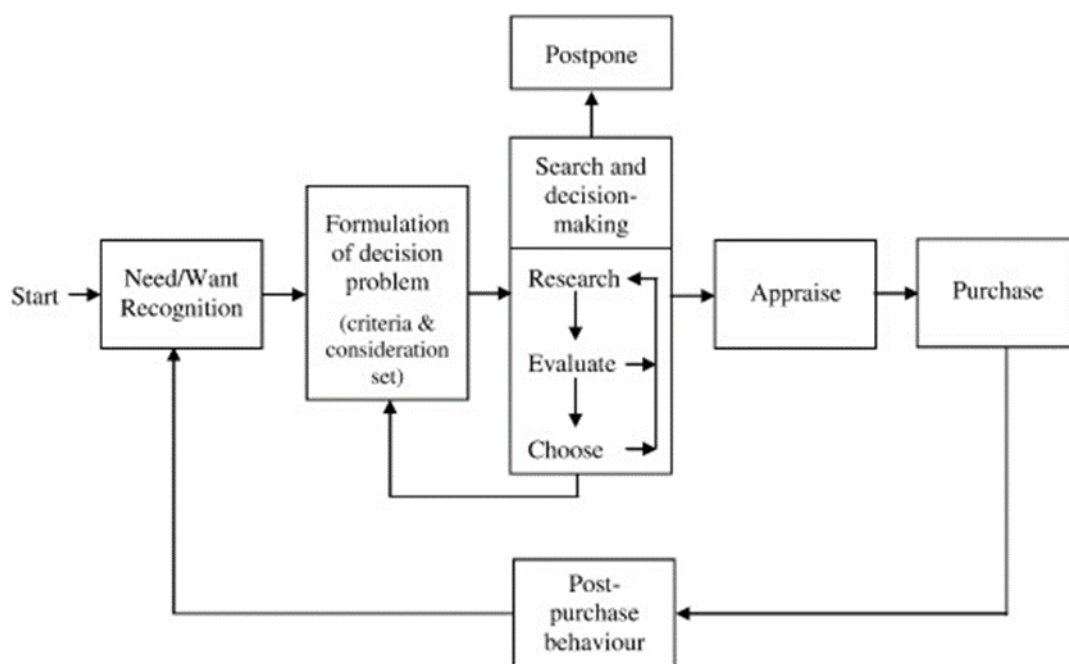 Postpone
Search and
decision-
making
Formulation
of decision
problem
(criteria &
consideration
set)
Start
Need/Want
Recognition
Research
Evaluate
Choose
Appraise
Purchase
Post-
purchase
behaviour